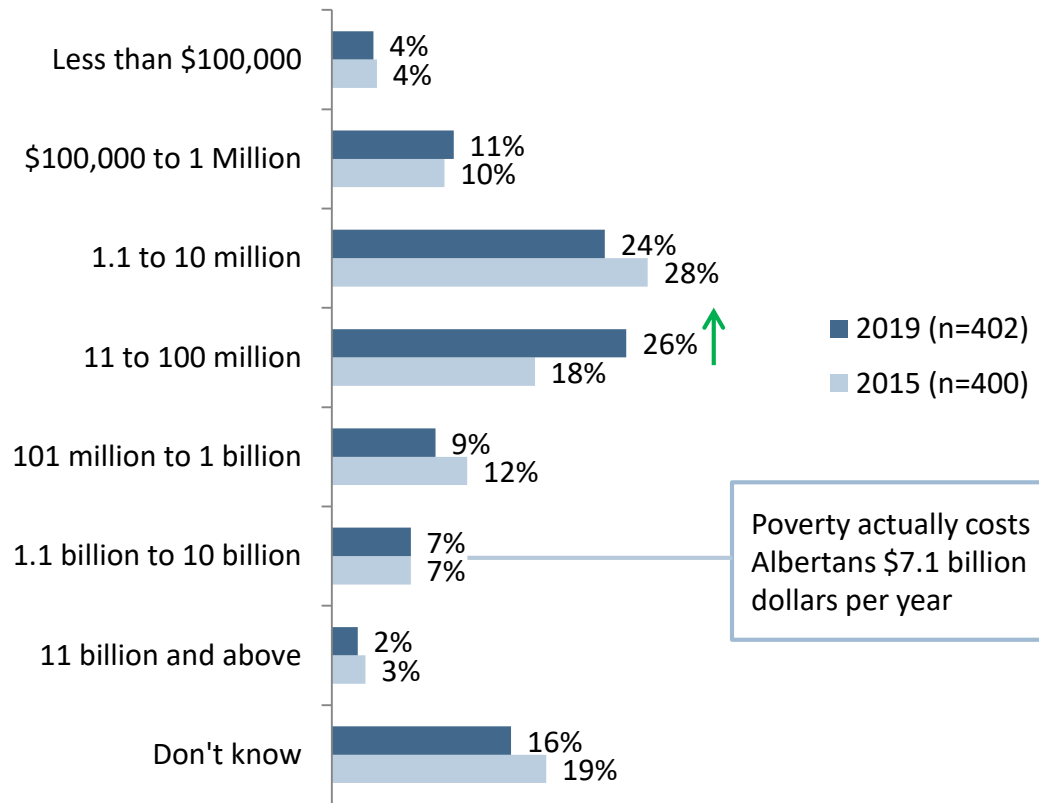 Less than $100,000
4%
4%
$100,000 to 1 Million
11%
10%
1.1 to 10 million
24%
28%
11 to 100 million
26%
18%
2019 (n=402)
2015 (n=400)
101 million to 1 billion
9%
12%
1.1 billion to 10 billion
7%
7%
Poverty actually costs
Albertans $7.1 billion
dollars per year
11 billion and above
2%
3%
Don't know
16%
19%